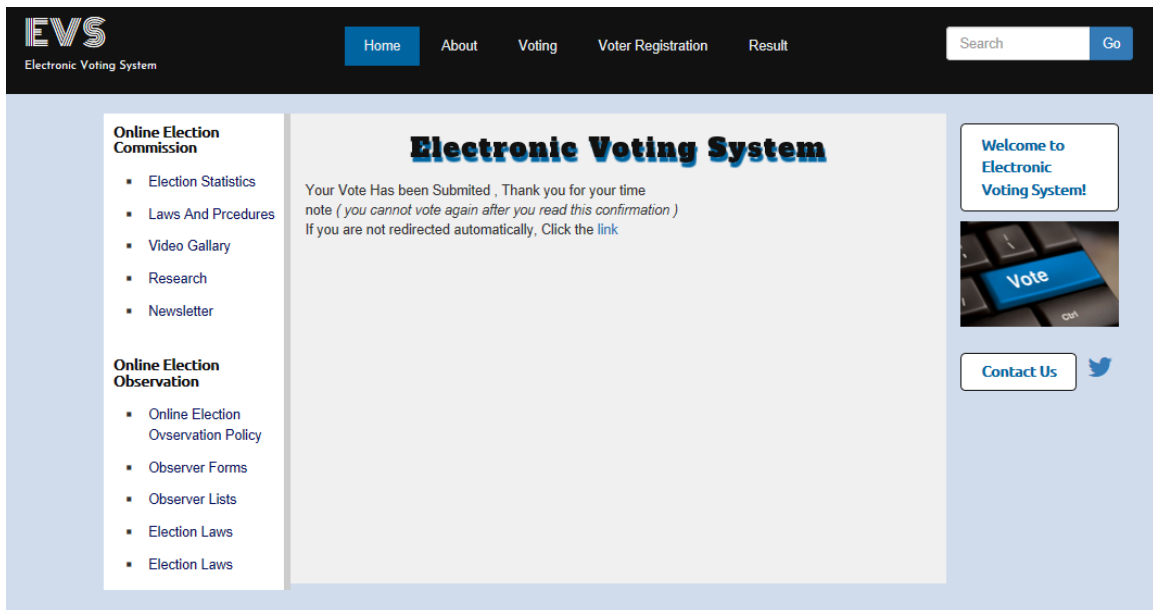 EVS
Electronic Voting System
Home About Voting Voter Registration Result
Search Go
Online Election
Commission
Election Statistics
Laws And Prcedures
Video Gallary
Research
Newsletter
Online Election
Observation
Online Election
Ovservation Policy
Observer Forms
Observer Lists
Election Laws
Election Laws
Electronic Voting System
Your Vote Has been Submited , Thank you for your time
note ( you cannot vote again after you read this confirmation )
If you are not redirected automatically, Click the link
Welcome to
Electronic
Voting System!
Vote
Ctrl
Contact Us